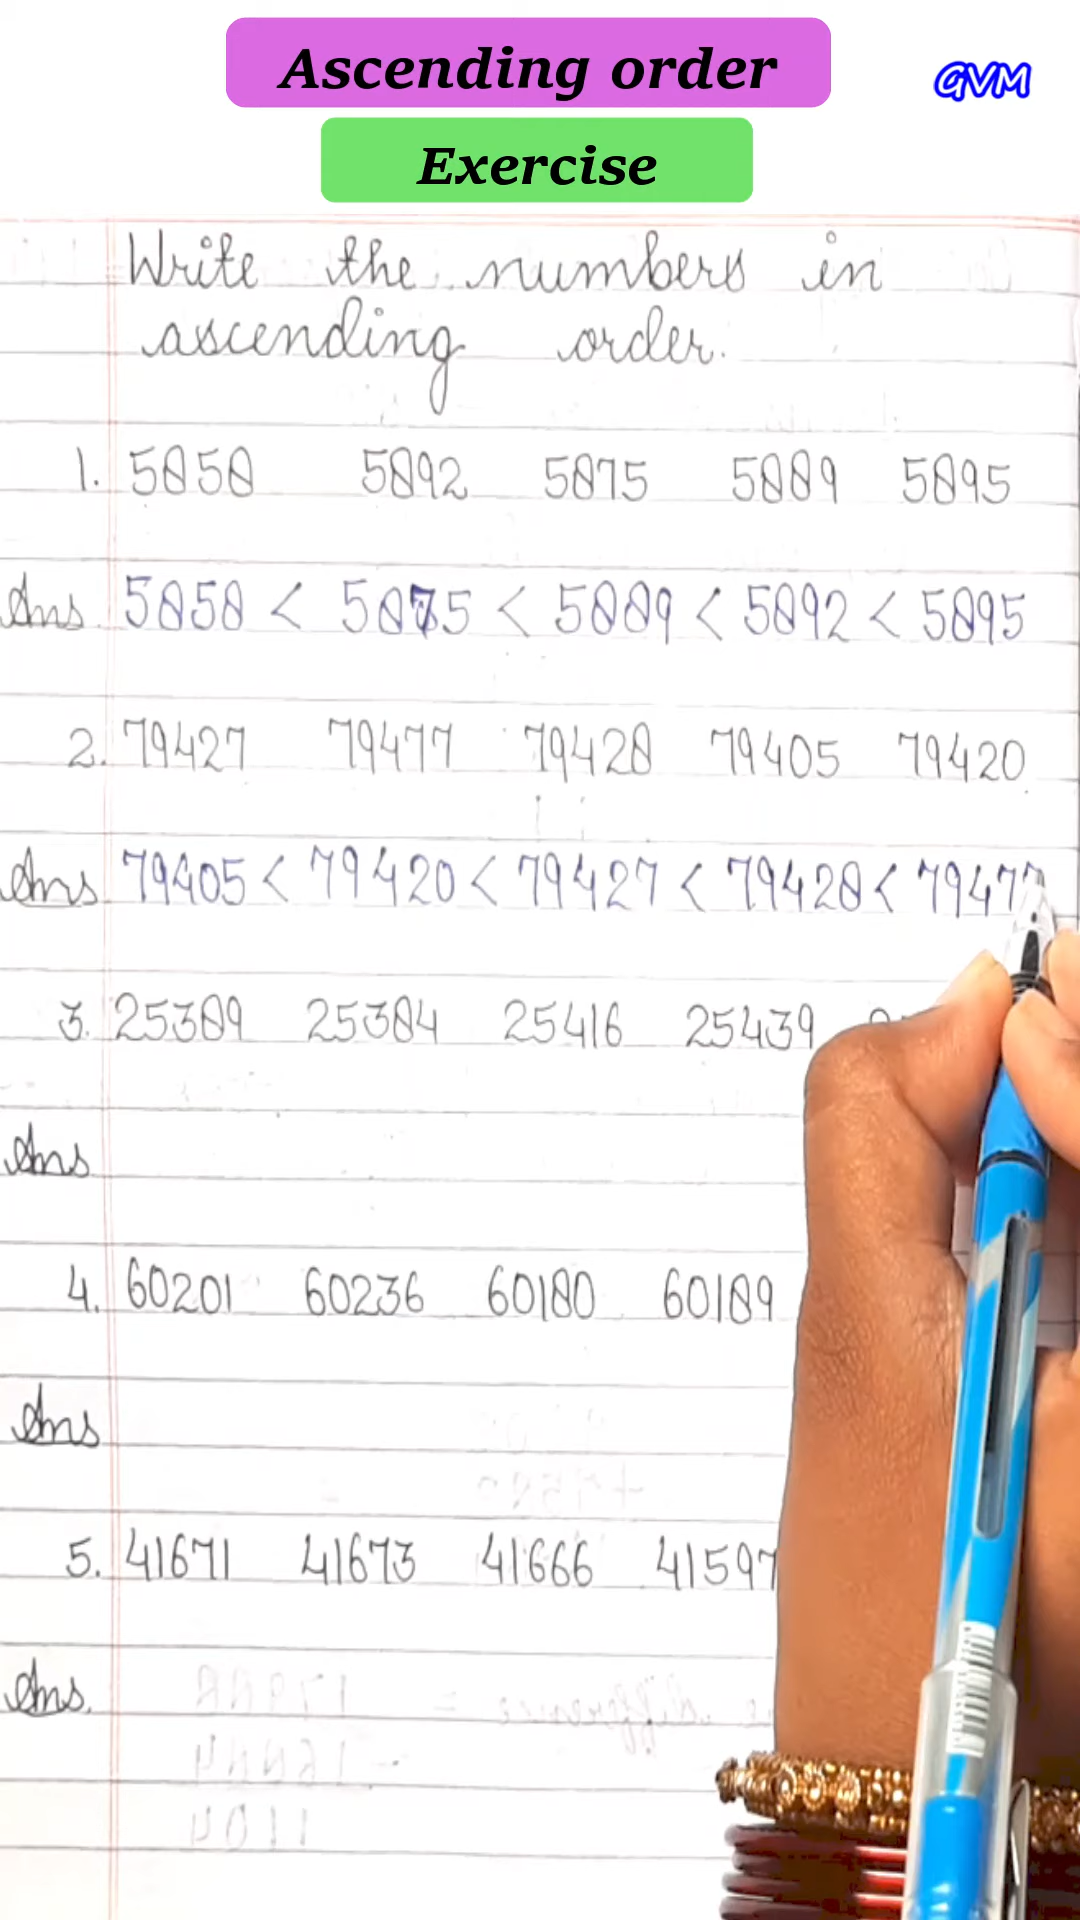 Ascending order
GVM
Exercise
Write the numbers in
ascending order.
1. 5858 5892 5875 5889 5895
Ans. 5858 < 5875 < 5889 < 5892 < 5895
2. 79427 79477 79428 79405 79420
Ans 79405 < 79420 < 79427 < 79428 < 79477
3. 25389 25384 25416 25439
Ans
4. 60201 60236 60180 60189
Ans
5. 41671 41673 41666 41597
Ans.